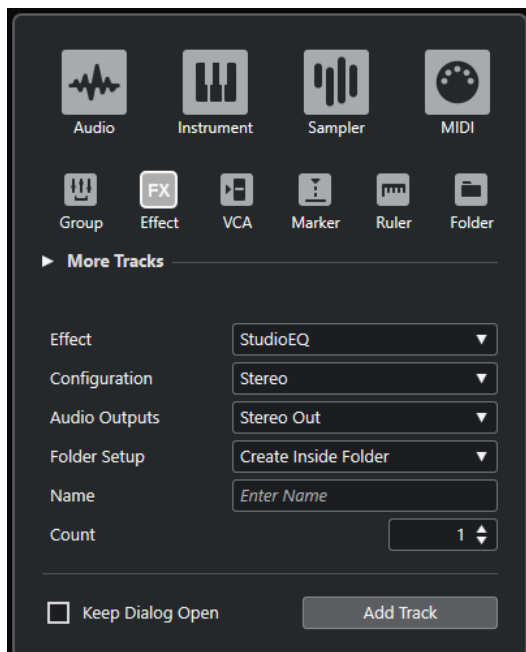 Audio Instrument Sampler MIDI
FX
Group Effect VCA Marker Ruler Folder
More Tracks
Effect StudioEQ
Configuration Stereo
Audio Outputs Stereo Out
Folder Setup Create Inside Folder
Name Enter Name
Count 1
Keep Dialog Open Add Track